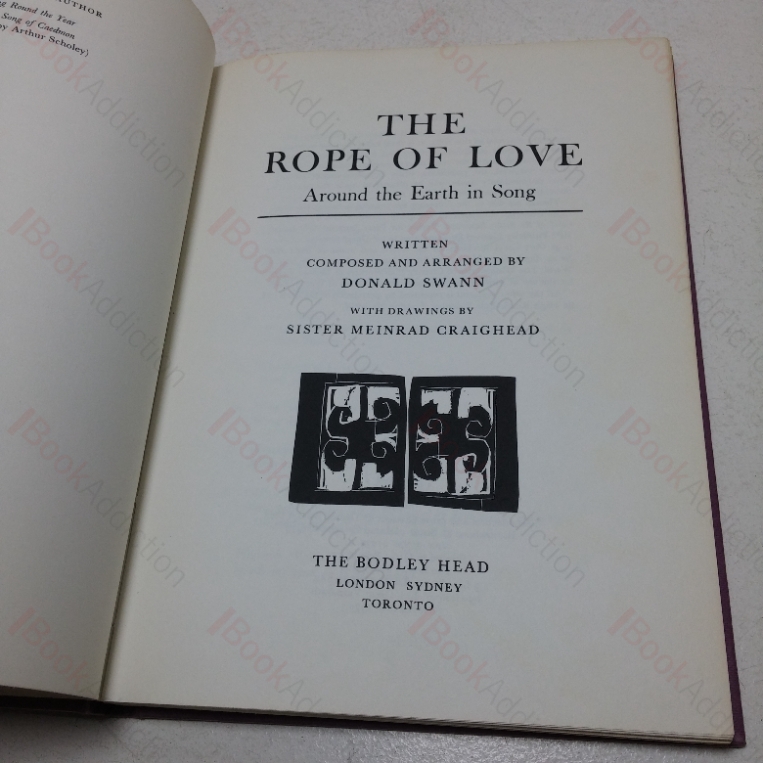 AUTHOR
Round the Year
Song of Caedmon
by Arthur Scholey)
THE
ROPE OF LOVE
Around the Earth in Song
WRITTEN
COMPOSED AND ARRANGED BY
DONALD SWANN
WITH DRAWINGS BY
SISTER MEINRAD CRAIGHEAD
THE BODLEY HEAD
LONDON SYDNEY
TORONTO
BookAddiction